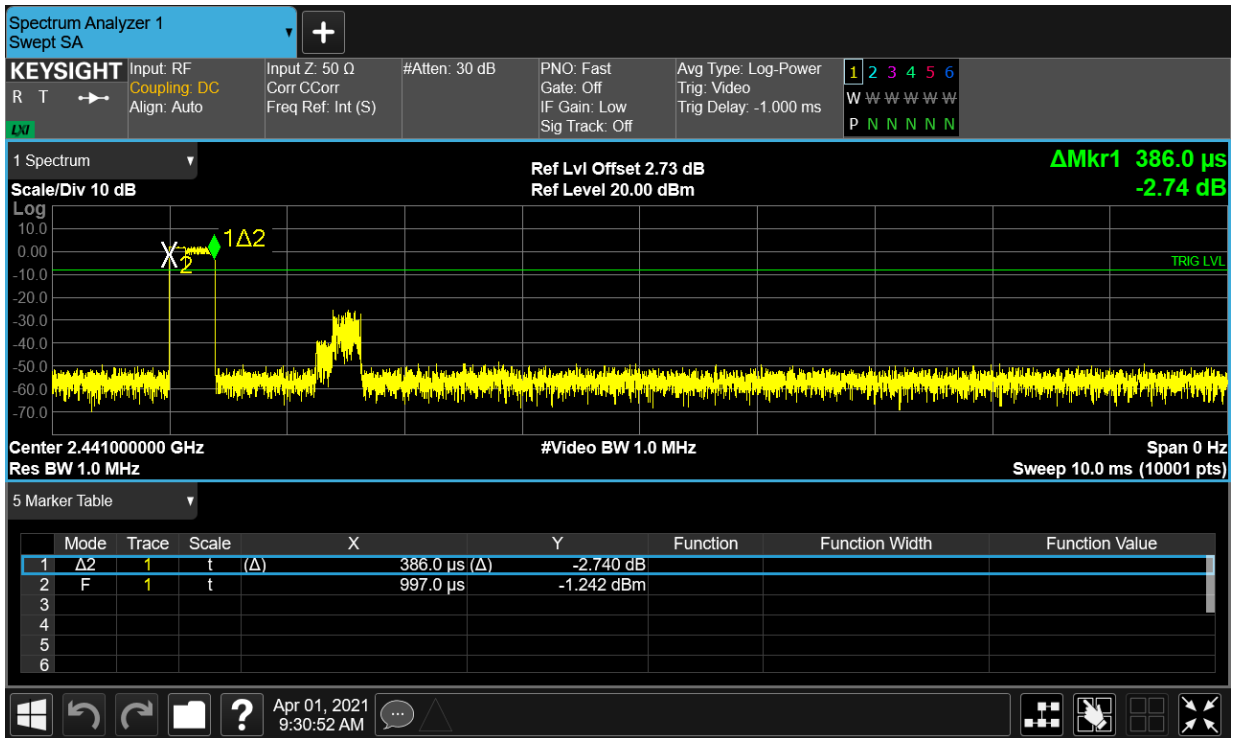 Spectrum Analyzer 1
Swept SA
+
KEYSIGHT
R T
LXI
Input: RF
Coupling: DC
Align: Auto
Input Z: 50 Ω
Corr CCorr
Freq Ref: Int (S)
#Atten: 30 dB
PNO: Fast
Gate: Off
IF Gain: Low
Sig Track: Off
Avg Type: Log-Power
Trig: Video
Trig Delay: -1.000 ms
1 2 3 4 5 6
W W W W W W
P N N N N N
1 Spectrum
Scale/Div 10 dB
Ref Lvl Offset 2.73 dB
Ref Level 20.00 dBm
ΔMkr1 386.0 µs
-2.74 dB
Log
10.0
0.00
-10.0
-20.0
-30.0
-40.0
-50.0
-60.0
-70.0
X
2
1Δ2
TRIG LVL
Center 2.441000000 GHz #Video BW 1.0 MHz Span 0 Hz
Res BW 1.0 MHz Sweep 10.0 ms (10001 pts)
5 Marker Table
Mode Trace Scale X Y Function Function Width Function Value
1 Δ2 1 t (Δ) 386.0 µs (Δ) -2.740 dB
2 F 1 t 997.0 µs -1.242 dBm
3
4
5
6
?
Apr 01, 2021
9:30:52 AM